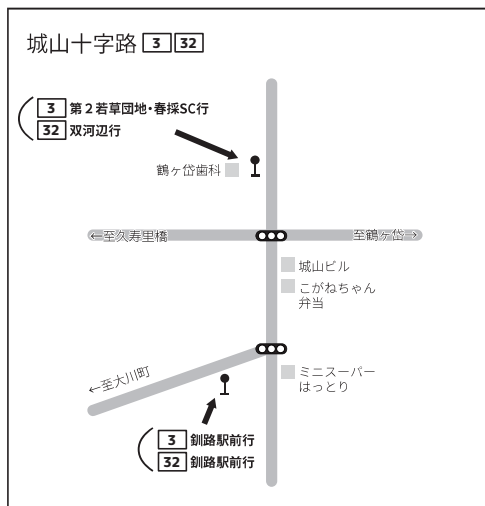 城山十字路 3 32
3 第2若草団地・春採SC行
32 双河辺行
鶴ヶ岱歯科
←至久寿里橋
至鶴ヶ岱→
城山ビル
こがねちゃん
弁当
←至大川町
ミニスーパー
はっとり
3 釧路駅前行
32 釧路駅前行